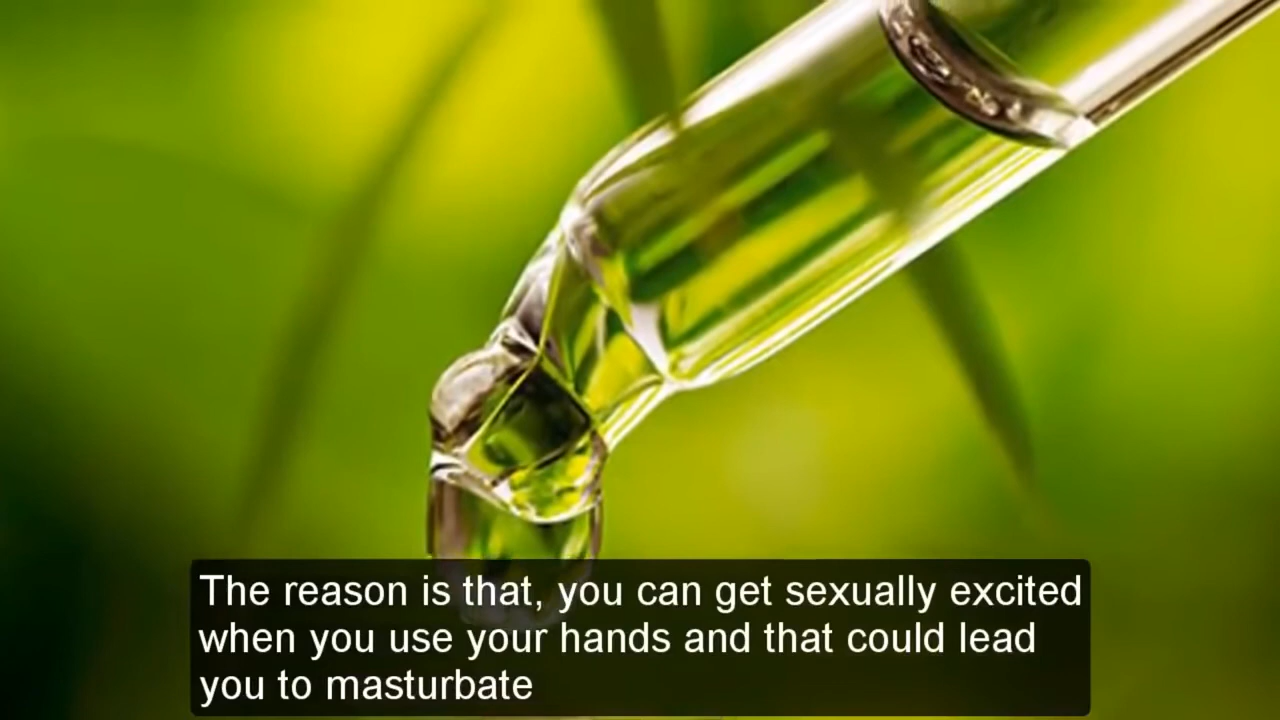 The reason is that, you can get sexually excited
when you use your hands and that could lead
you to masturbate